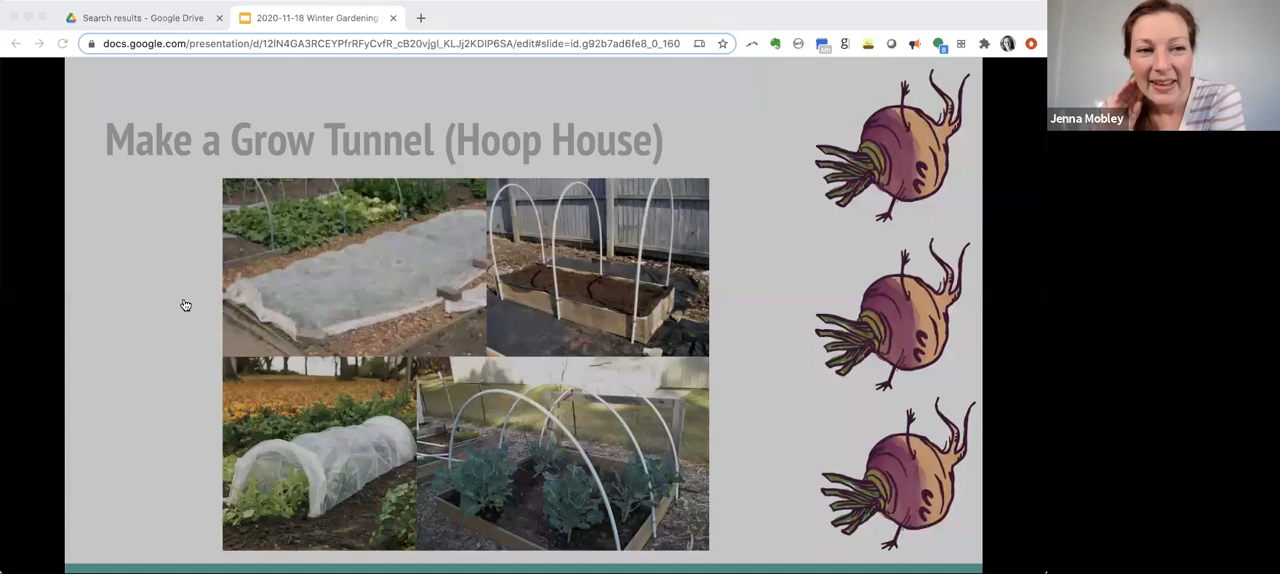 Search results - Google Drive
2020-11-18 Winter Gardening
docs.google.com/presentation/d/12lN4GA3RCEYPfrRFyCvfR_cB20vjgl_KLJj2KDlP6SA/edit#slide=id.g92b7ad6fe8_0_160
Jenna Mobley
Make a Grow Tunnel (Hoop House)